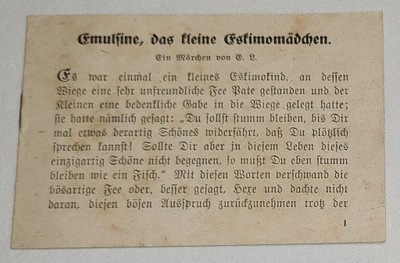 Emulsine, das kleine Eskimomädchen.
Ein Märchen von E. L.
Es war einmal ein kleines Eskimokind, an dessen
Wiege eine sehr unfreundliche Fee Pate gestanden und der
Kleinen eine bedenkliche Gabe in die Wiege gelegt hatte;
sie hatte nämlich gesagt: „Du sollst stumm bleiben, bis Dir
mal etwas derartig Schönes widerfährt, daß Du plötzlich
sprechen kannst! Sollte Dir aber in diesem Leben dieses
einzigartig Schöne nicht begegnen, so mußt Du eben stumm
bleiben wie ein Fisch.“ Mit diesen Worten verschwand die
bösartige Fee oder, besser gesagt, Hexe und dachte nicht
daran, diesen bösen Ausspruch zurückzunehmen trotz der
1